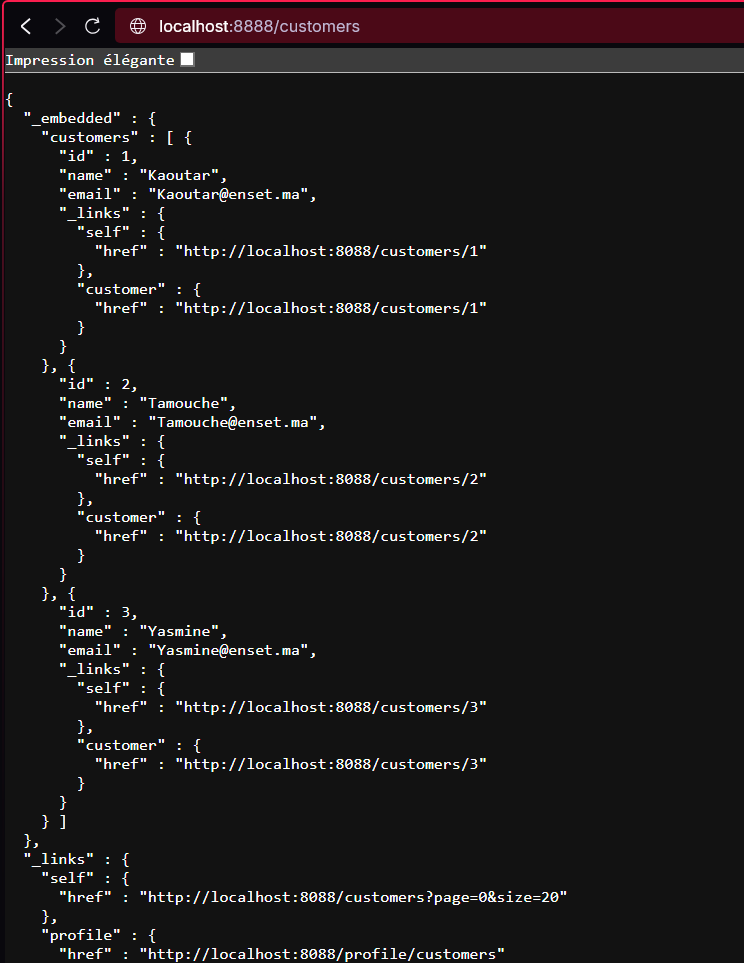 localhost:8888/customers
Impression élégante
{
  "_embedded" : {
    "customers" : [ {
      "id" : 1,
      "name" : "Kaoutar",
      "email" : "Kaoutar@enset.ma",
      "_links" : {
        "self" : {
          "href" : "http://localhost:8088/customers/1"
        },
        "customer" : {
          "href" : "http://localhost:8088/customers/1"
        }
      }
    }, {
      "id" : 2,
      "name" : "Tamouche",
      "email" : "Tamouche@enset.ma",
      "_links" : {
        "self" : {
          "href" : "http://localhost:8088/customers/2"
        },
        "customer" : {
          "href" : "http://localhost:8088/customers/2"
        }
      }
    }, {
      "id" : 3,
      "name" : "Yasmine",
      "email" : "Yasmine@enset.ma",
      "_links" : {
        "self" : {
          "href" : "http://localhost:8088/customers/3"
        },
        "customer" : {
          "href" : "http://localhost:8088/customers/3"
        }
      }
    } ]
  },
  "_links" : {
    "self" : {
      "href" : "http://localhost:8088/customers?page=0&size=20"
    },
    "profile" : {
      "href" : "http://localhost:8088/profile/customers"